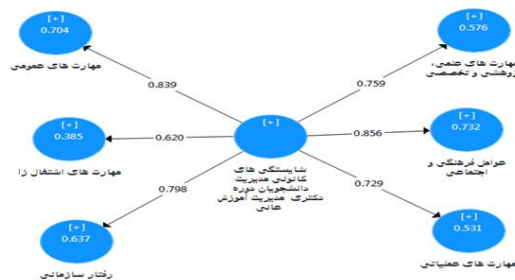 [+]
0.704
مهارت های عمومی
[+]
0.576
مهارت های علمی،
پژوهشی و تخصصی
0.839
0.759
[+]
0.385
مهارت های اشتغال زا
0.620
[+]
شایستگی های
کانونی مدیریت
دانشجویان دوره
دکتری مدیریت آموزش
عالی
0.856
[+]
0.732
عوامل فرهنگی و
اجتماعی
0.798
0.729
[+]
0.637
رفتار سازمانی
[+]
0.531
مهارت های عملیاتی